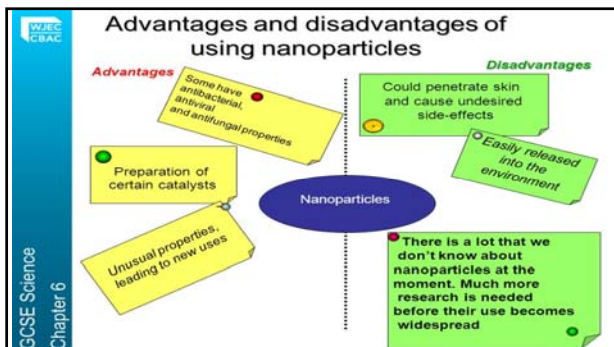 WJEC
CBAC
Advantages and disadvantages of
using nanoparticles
Advantages
Some have
antibacterial,
antiviral
and antifungal properties
Preparation of
certain catalysts
Unusual properties,
leading to new uses
Nanoparticles
Disadvantages
Could penetrate skin
and cause undesired
side-effects
Easily released
into the
environment
There is a lot that we
don't know about
nanoparticles at the
moment. Much more
research is needed
before their use becomes
widespread
GCSE Science
Chapter 6